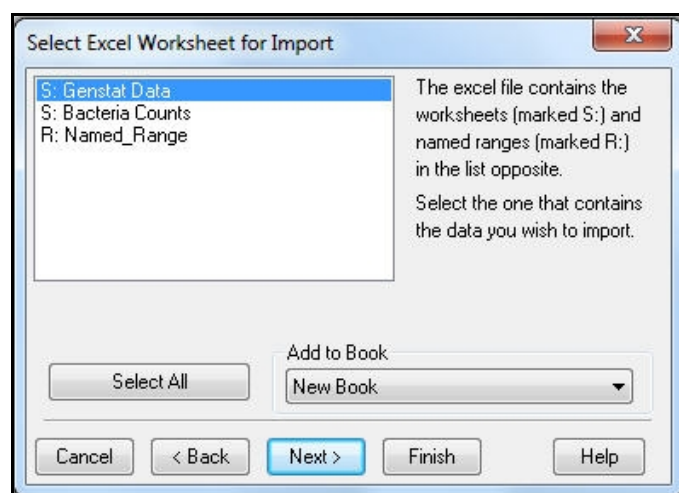 Select Excel Worksheet for Import
S: Genstat Data
S: Bacteria Counts
R: Named_Range
The excel file contains the
worksheets (marked S:) and
named ranges (marked R:)
in the list opposite.
Select the one that contains
the data you wish to import.
Select All
Add to Book
New Book
Cancel
< Back
Next >
Finish
Help